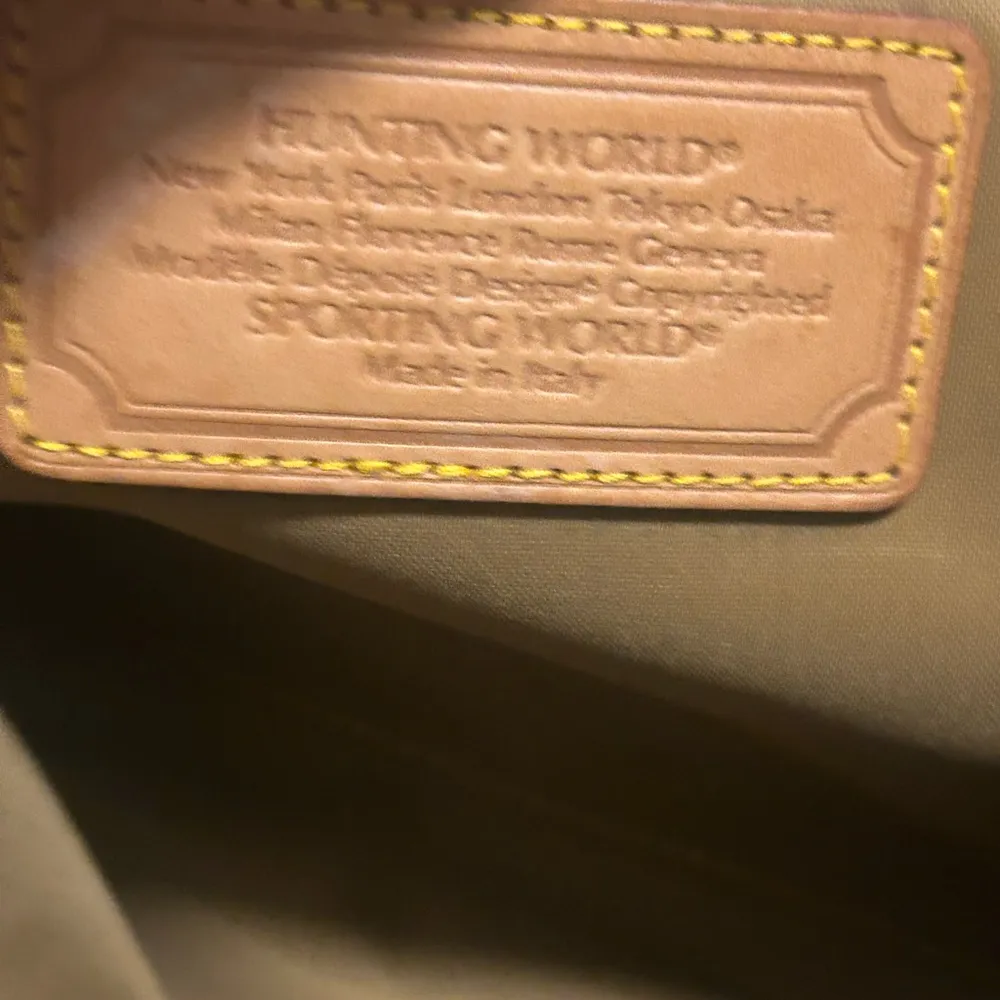 HUNTING WORLD®
New York Paris London Tokyo Osaka
Milan Florence Rome Geneva
Modèlle Déposé Design® Copyrighted
SPORTING WORLD®
Made in Italy